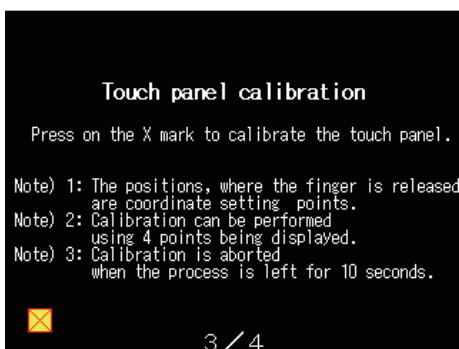 Touch panel calibration
Press on the X mark to calibrate the touch panel.
Note) 1: The positions, where the finger is released
are coordinate setting points.
Note) 2: Calibration can be performed
using 4 points being displayed.
Note) 3: Calibration is aborted
when the process is left for 10 seconds.
3／4